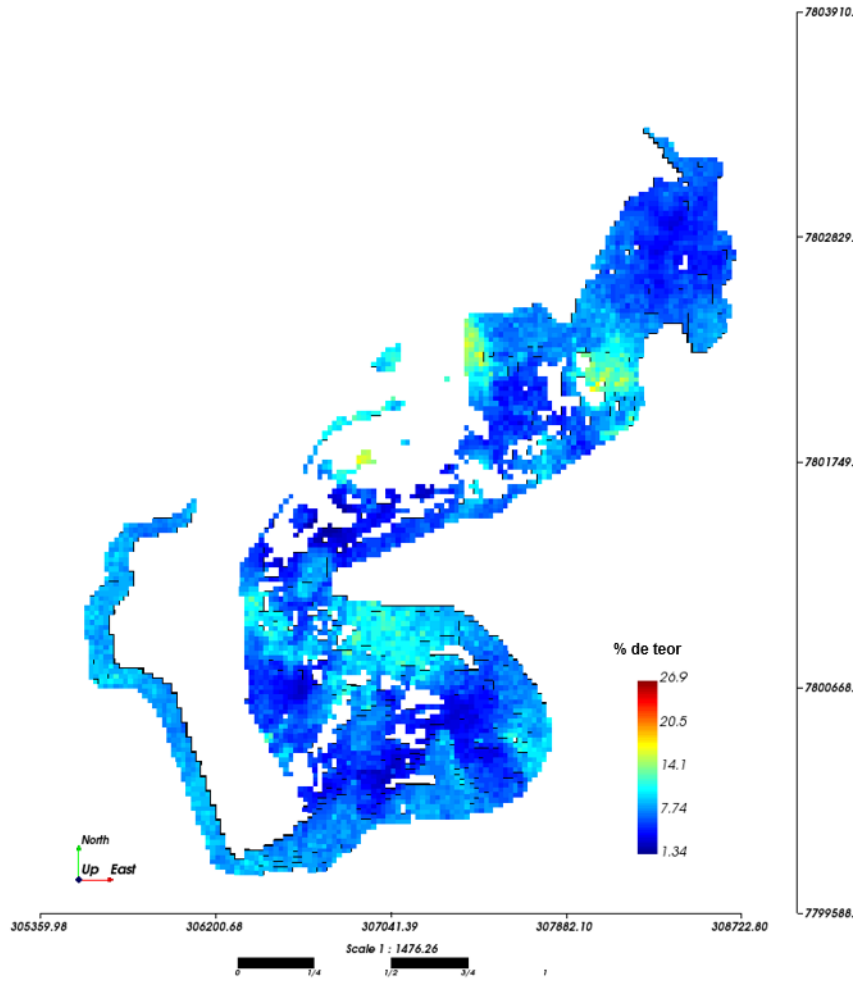 7803910.
7802829.
7801749.
% de teor
26.9
7800668.
20.5
14.1
7.74
1.34
North
Up East
7799588.
305359.98 306200.68 307041.39 307882.10 308722.80
Scale 1 : 1476.26
0 1/4 1/2 3/4 1